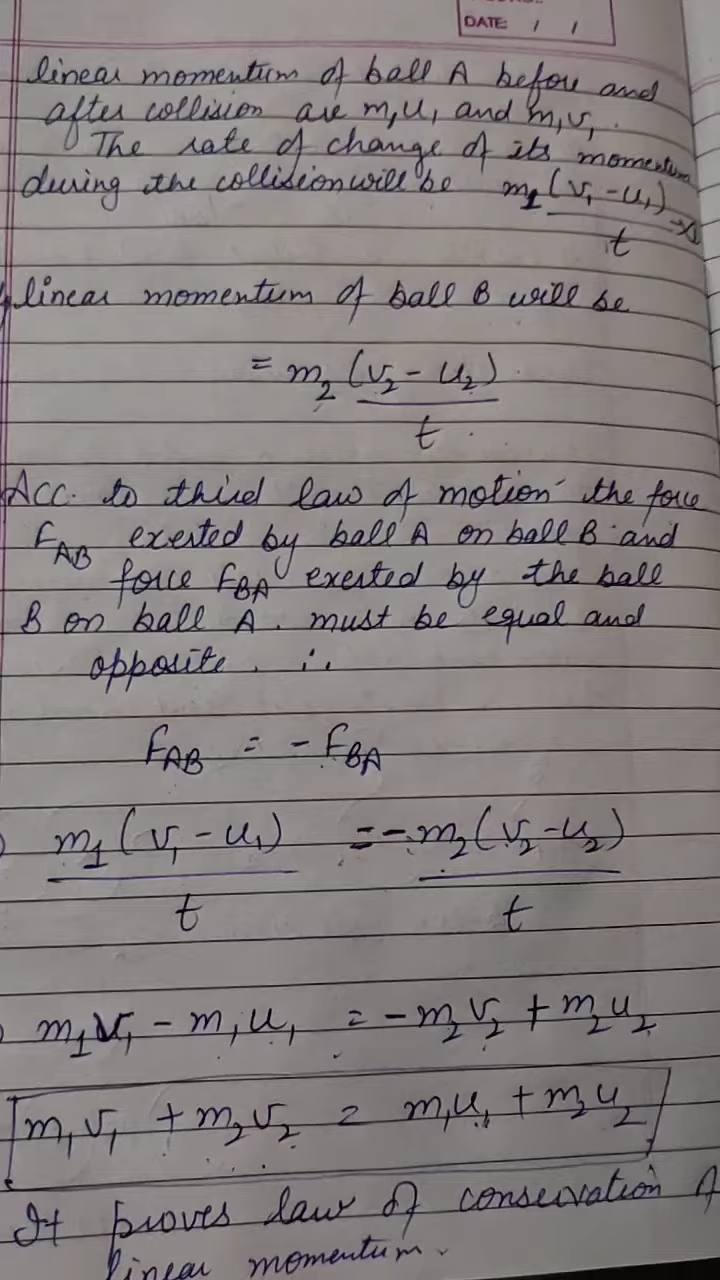 DATE / /
linear momentum of ball A before and
after collision are m₁u₁ and m₁v₁.
The rate of change of its momentum
during the collision will be m₁(v₁ - u₁)
t
linear momentum of ball B will be
= m₂ (v₂ - u₂)
t
Acc. to third law of motion the force
F_AB exerted by ball A on ball B and
force F_BA exerted by the ball
B on ball A. must be equal and
opposite. ∴
F_AB = - F_BA
m₁ (v₁ - u₁) = - m₂ (v₂ - u₂)
t t
m₁v₁ - m₁u₁ = - m₂v₂ + m₂u₂
m₁v₁ + m₂v₂ = m₁u₁ + m₂u₂
It proves law of conservation of
linear momentum.